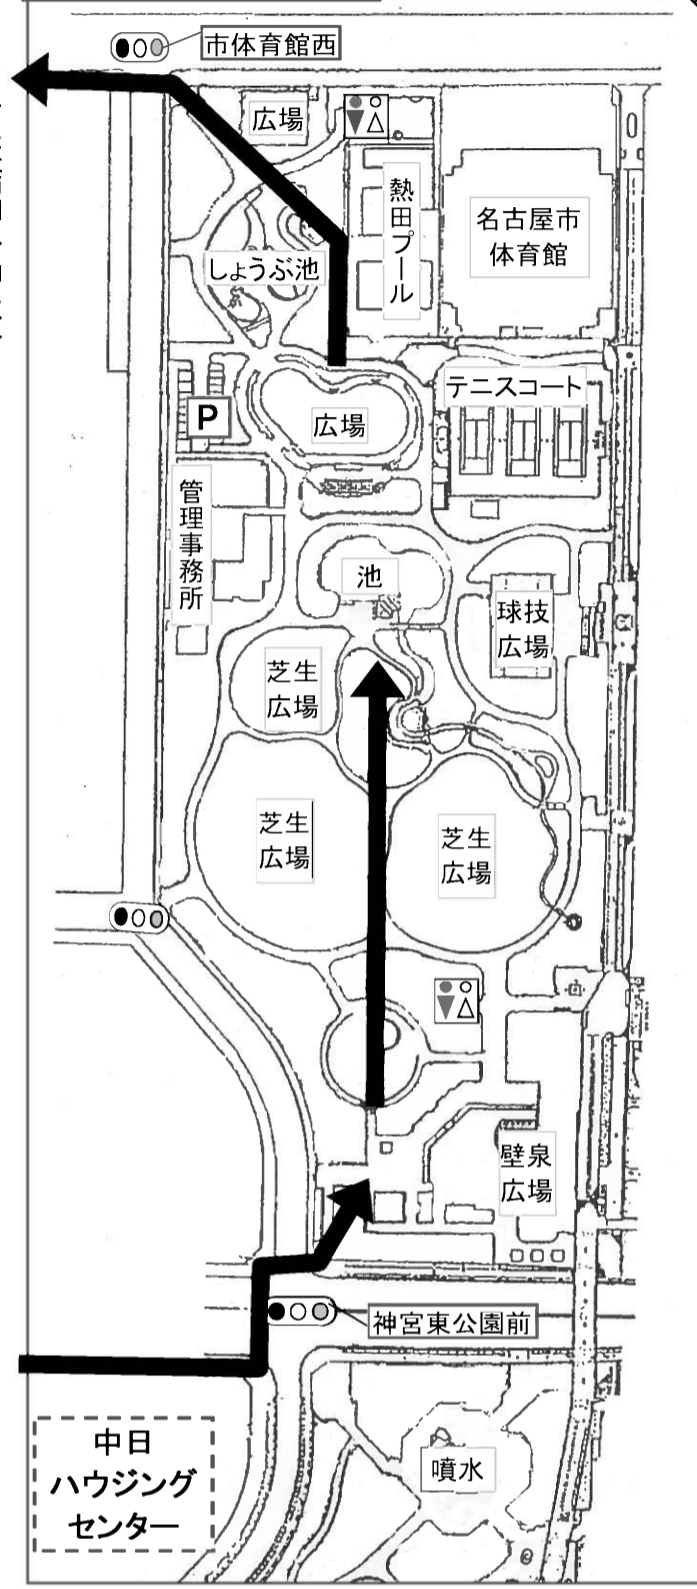 市体育館西
広場
熱田プール
名古屋市
体育館
しょうぶ池
テニスコート
P
広場
管理事務所
池
球技
広場
芝生
広場
芝生
広場
芝生
広場
壁泉
広場
神宮東公園前
中日
ハウジング
センター
噴水